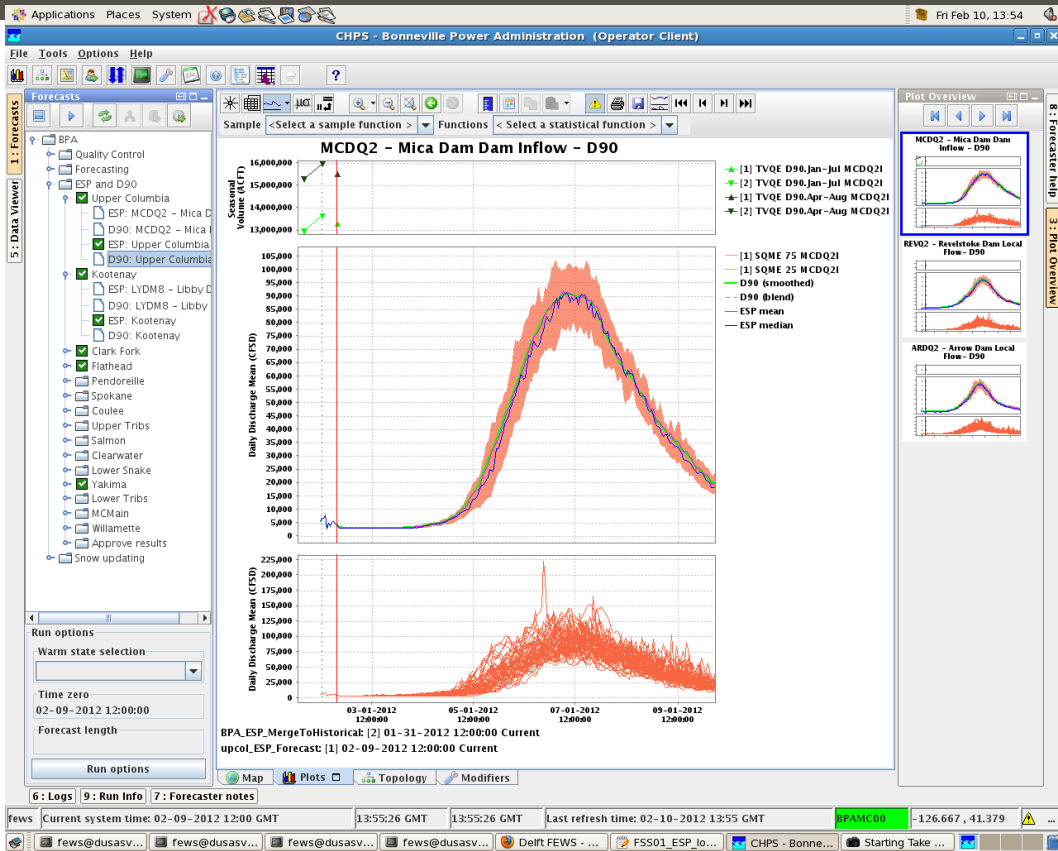 Applications Places System Fri Feb 10, 13:54
CHPS - Bonneville Power Administration (Operator Client)
File Tools Options Help
?
1 : Forecasts
5 : Data Viewer
Forecasts
BPA
Quality Control
Forecasting
ESP and D90
Upper Columbia
ESP: MCDQ2 - Mica D
D90: MCDQ2 - Mica I
ESP: Upper Columbia
D90: Upper Columbia
Kootenay
ESP: LYDM8 - Libby D
D90: LYDM8 - Libby
ESP: Kootenay
D90: Kootenay
Clark Fork
Flathead
Pendoreille
Spokane
Coulee
Upper Tribs
Salmon
Clearwater
Lower Snake
Yakima
Lower Tribs
MCMain
Willamette
Approve results
Snow updating
Run options
Warm state selection
Time zero
02-09-2012 12:00:00
Forecast length
Run options
Sample <Select a sample function > Functions < Select a statistical function >
MCDQ2 - Mica Dam Dam Inflow - D90
Seasonal Volume (ACFT)
16,000,000
15,000,000
14,000,000
13,000,000
[1] TVQE D90.Jan-Jul MCDQ2I
[2] TVQE D90.Jan-Jul MCDQ2I
[1] TVQE D90.Apr-Aug MCDQ2I
[2] TVQE D90.Apr-Aug MCDQ2I
Daily Discharge Mean (CFSD)
105,000
100,000
95,000
90,000
85,000
80,000
75,000
70,000
65,000
60,000
55,000
50,000
45,000
40,000
35,000
30,000
25,000
20,000
15,000
10,000
5,000
0
[1] SQME 75 MCDQ2I
[1] SQME 25 MCDQ2I
D90 (smoothed)
D90 (blend)
ESP mean
ESP median
Daily Discharge Mean (CFSD)
225,000
200,000
175,000
150,000
125,000
100,000
75,000
50,000
25,000
0
03-01-2012 05-01-2012 07-01-2012 09-01-2012
12:00:00 12:00:00 12:00:00 12:00:00
BPA_ESP_MergeToHistorical: [2] 01-31-2012 12:00:00 Current
upcol_ESP_Forecast: [1] 02-09-2012 12:00:00 Current
Map Plots Topology Modifiers
Plot Overview
MCDQ2 - Mica Dam Dam
Inflow - D90
REVQ2 - Revelstoke Dam Local
Flow - D90
ARDQ2 - Arrow Dam Local
Flow - D90
8 : Forecaster help
3 : Plot Overview
6 : Logs 9 : Run Info 7 : Forecaster notes
fews Current system time: 02-09-2012 12:00 GMT 13:55:26 GMT 13:55:26 GMT Last refresh time: 02-10-2012 13:55 GMT BPAMC00 -126.667 , 41.379 ...
fews@dusasv... fews@dusasv... fews@dusasv... fews@dusasv... Delft FEWS - ... FSS01_ESP_lo... CHPS - Bonne... Starting Take ...